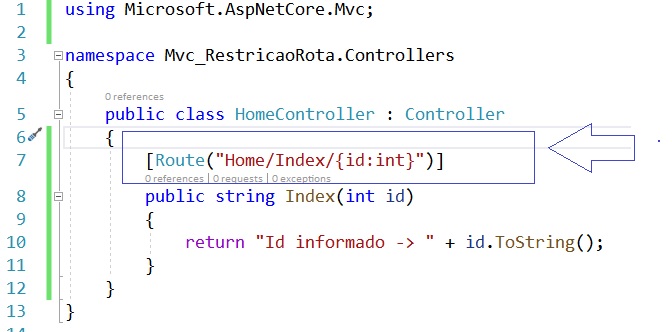 1 using Microsoft.AspNetCore.Mvc;
2
3 namespace Mvc_RestricaoRota.Controllers
4 {
0 references
5 public class HomeController : Controller
6 {
7 [Route("Home/Index/{id:int}")]
0 references | 0 requests | 0 exceptions
8 public string Index(int id)
9 {
10 return "Id informado -> " + id.ToString();
11 }
12 }
13 }
14